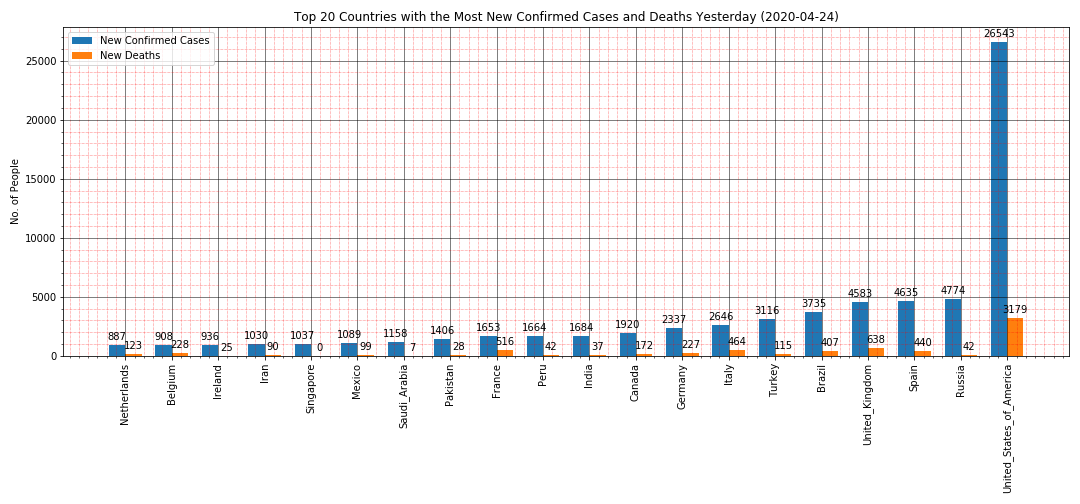 Top 20 Countries with the Most New Confirmed Cases and Deaths Yesterday (2020-04-24)
New Confirmed Cases
New Deaths
No. of People
25000
20000
15000
10000
5000
0
887 123
908 228
936 25
1030 90
1037 0
1089 99
1158 7
1406 28
1653 516
1664 42
1684 37
1920 172
2337 227
2646 464
3116 115
3735 407
4583 638
4635 440
4774 42
26543 3179
Netherlands
Belgium
Ireland
Iran
Singapore
Mexico
Saudi_Arabia
Pakistan
France
Peru
India
Canada
Germany
Italy
Turkey
Brazil
United_Kingdom
Spain
Russia
United_States_of_America